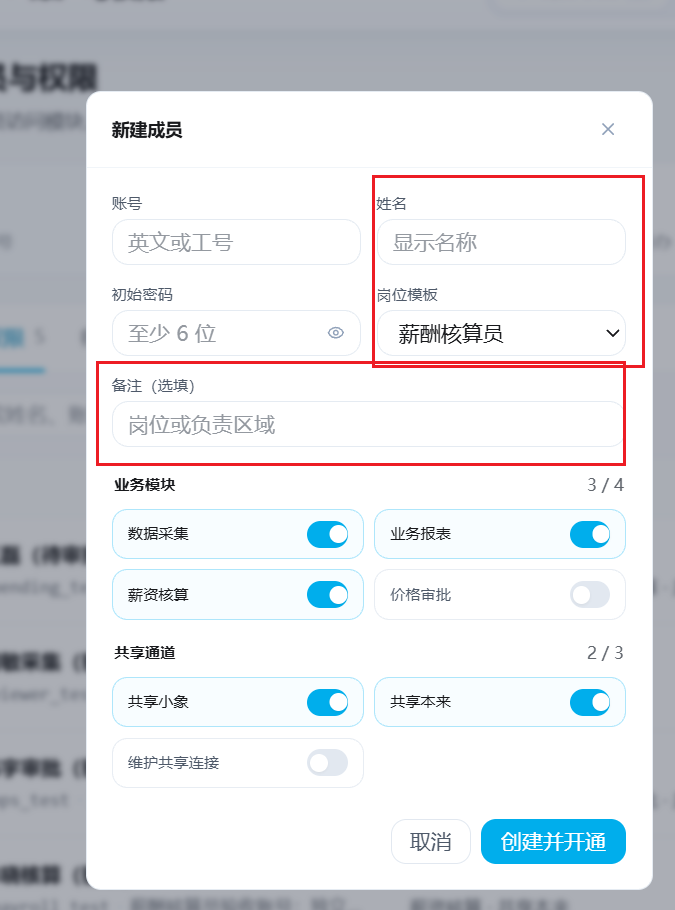 与权限
新建成员
账号
姓名
英文或工号
显示名称
初始密码
岗位模板
至少 6 位
薪酬核算员
备注（选填）
岗位或负责区域
业务模块
3 / 4
数据采集
业务报表
薪资核算
价格审批
共享通道
2 / 3
共享小象
共享本来
维护共享连接
取消
创建并开通